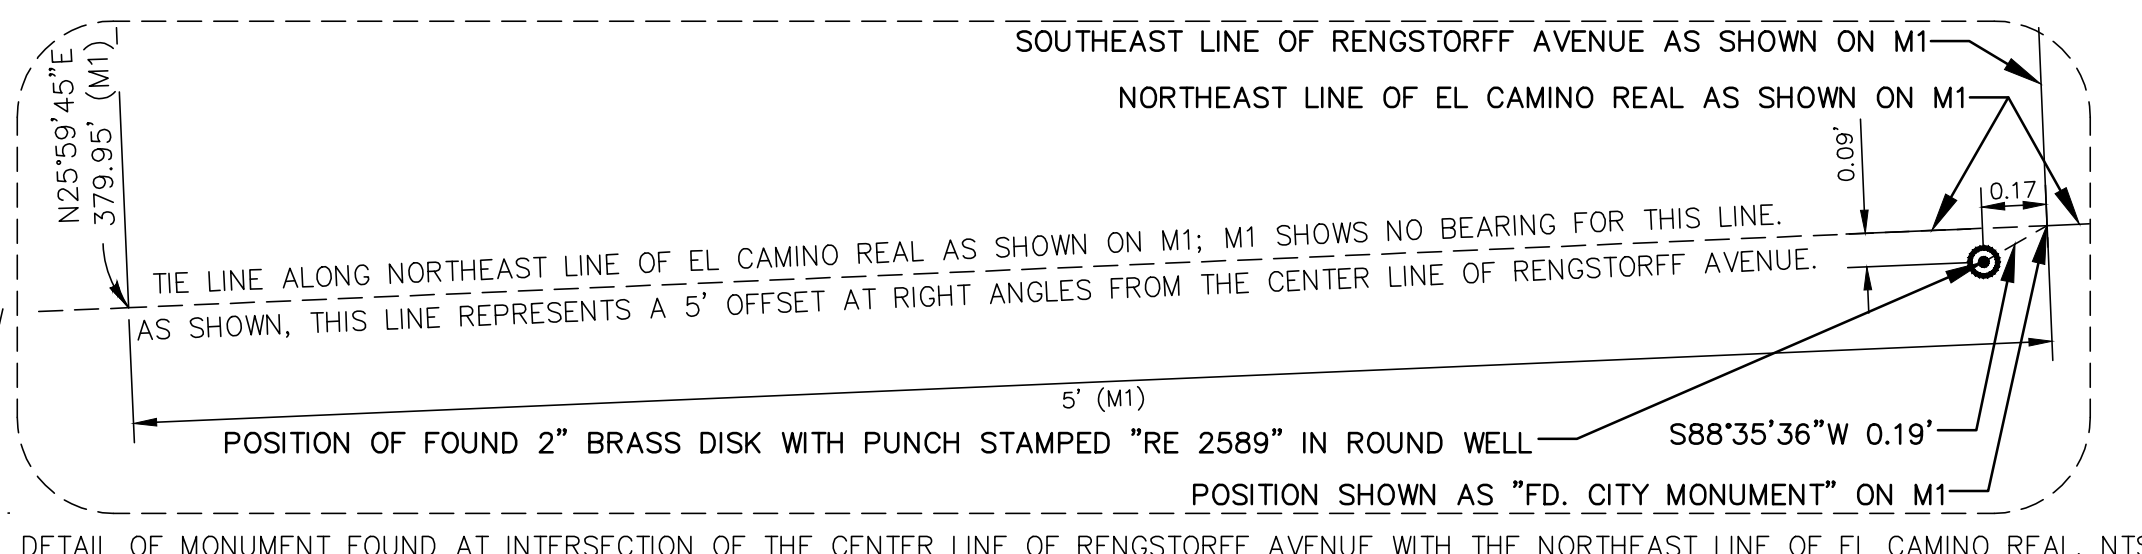 SOUTHEAST LINE OF RENGSTORFF AVENUE AS SHOWN ON M1
NORTHEAST LINE OF EL CAMINO REAL AS SHOWN ON M1
N25°59'45"E
379.95' (M1)
0.09'
0.17
TIE LINE ALONG NORTHEAST LINE OF EL CAMINO REAL AS SHOWN ON M1; M1 SHOWS NO BEARING FOR THIS LINE.
AS SHOWN, THIS LINE REPRESENTS A 5' OFFSET AT RIGHT ANGLES FROM THE CENTER LINE OF RENGSTORFF AVENUE.
5' (M1)
POSITION OF FOUND 2" BRASS DISK WITH PUNCH STAMPED "RE 2589" IN ROUND WELL
S88°35'36"W 0.19'
POSITION SHOWN AS "FD. CITY MONUMENT" ON M1
DETAIL OF MONUMENT FOUND AT INTERSECTION OF THE CENTER LINE OF RENGSTORFF AVENUE WITH THE NORTHEAST LINE OF EL CAMINO REAL, NTS